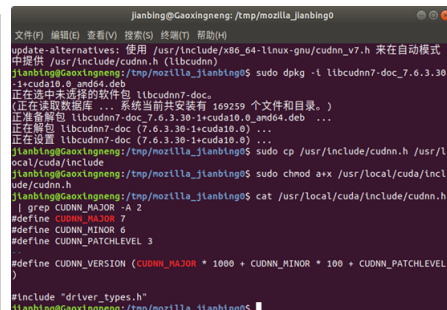 jianbing@Gaoxingneng: /tmp/mozilla_jianbing0
文件(F) 编辑(E) 查看(V) 搜索(S) 终端(T) 帮助(H)
update-alternatives: 使用 /usr/include/x86_64-linux-gnu/cudnn_v7.h 来在自动模式
中提供 /usr/include/cudnn.h (libcudnn)
jianbing@Gaoxingneng:/tmp/mozilla_jianbing0$ sudo dpkg -i libcudnn7-doc_7.6.3.30
-1+cuda10.0_amd64.deb
正在选中未选择的软件包 libcudnn7-doc。
(正在读取数据库 ... 系统当前共安装有 169259 个文件和目录。)
正准备解包 libcudnn7-doc_7.6.3.30-1+cuda10.0_amd64.deb  ...
正在解包 libcudnn7-doc (7.6.3.30-1+cuda10.0) ...
正在设置 libcudnn7-doc (7.6.3.30-1+cuda10.0) ...
jianbing@Gaoxingneng:/tmp/mozilla_jianbing0$ sudo cp /usr/include/cudnn.h /usr/l
ocal/cuda/include
jianbing@Gaoxingneng:/tmp/mozilla_jianbing0$ sudo chmod a+x /usr/local/cuda/incl
ude/cudnn.h
jianbing@Gaoxingneng:/tmp/mozilla_jianbing0$ cat /usr/local/cuda/include/cudnn.h
 | grep CUDNN_MAJOR -A 2
#define CUDNN_MAJOR 7
#define CUDNN_MINOR 6
#define CUDNN_PATCHLEVEL 3
--
#define CUDNN_VERSION (CUDNN_MAJOR * 1000 + CUDNN_MINOR * 100 + CUDNN_PATCHLEVEL
)
#include "driver_types.h"
jianbing@Gaoxingneng:/tmp/mozilla_jianbing0$